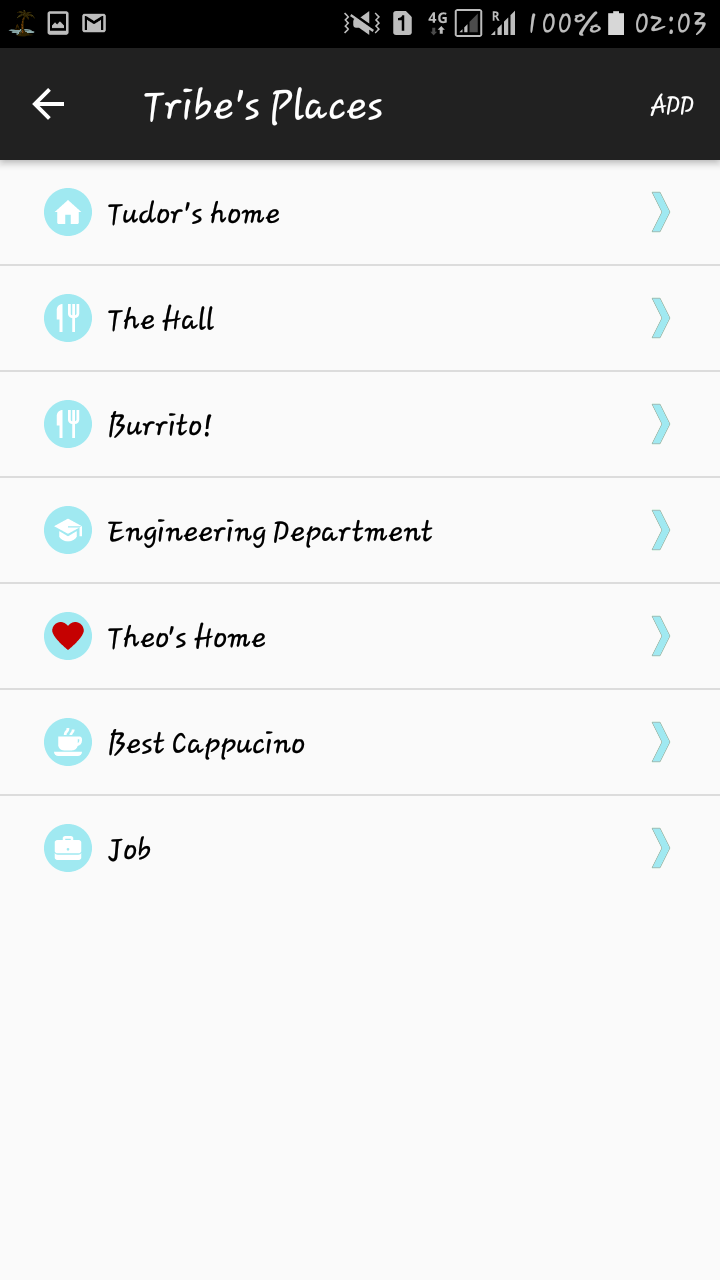 1 4G R 100% 02:03
Tribe's Places ADD
Tudor's home
The Hall
Burrito!
Engineering Department
Theo's Home
Best Cappucino
Job